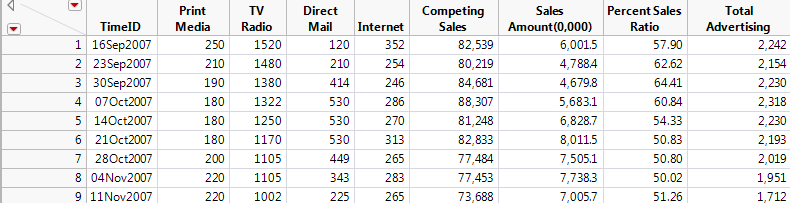 TimeID Print Media TV Radio Direct Mail Internet Competing Sales Sales Amount(0,000) Percent Sales Ratio Total Advertising
1 16Sep2007 250 1520 120 352 82,539 6,001.5 57.90 2,242
2 23Sep2007 210 1480 210 254 80,219 4,788.4 62.62 2,154
3 30Sep2007 190 1380 414 246 84,681 4,679.8 64.41 2,230
4 07Oct2007 180 1322 530 286 88,307 5,683.1 60.84 2,318
5 14Oct2007 180 1250 530 270 81,248 6,828.7 54.33 2,230
6 21Oct2007 180 1170 530 313 82,833 8,011.5 50.83 2,193
7 28Oct2007 200 1105 449 265 77,484 7,505.1 50.80 2,019
8 04Nov2007 220 1105 343 283 77,453 7,738.3 50.02 1,951
9 11Nov2007 220 1002 225 265 73,688 7,005.7 51.26 1,712